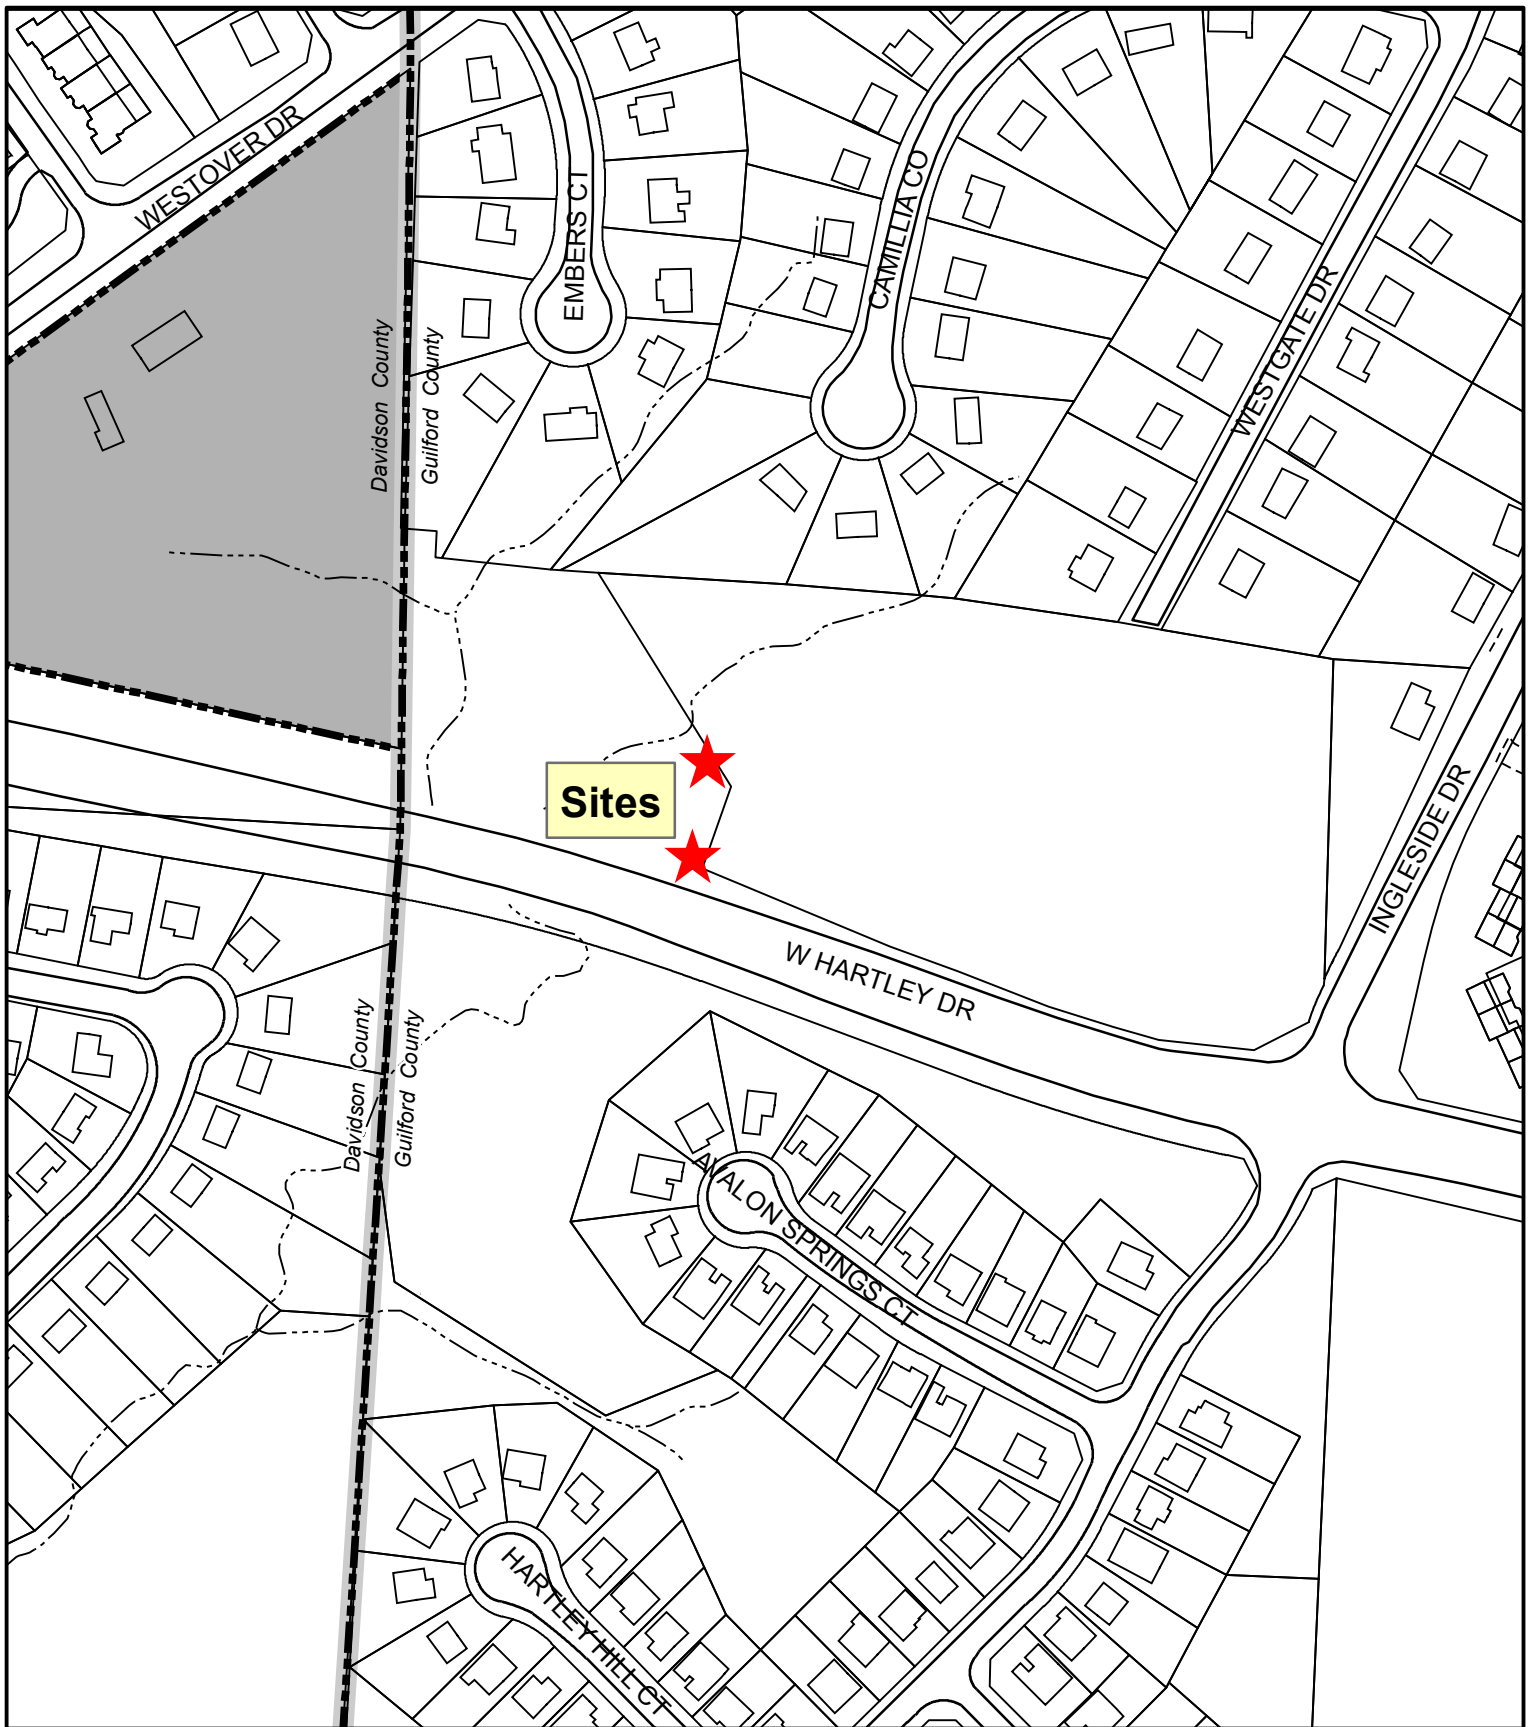 WESTOVER DR
EMBERS CT
CAMILLIA CO
WESTGATE DR
Davidson County
Guilford County
Sites
INGLESIDE DR
W HARTLEY DR
Davidson County
Guilford County
AVALON SPRINGS CT
HARTLEY HILL CT